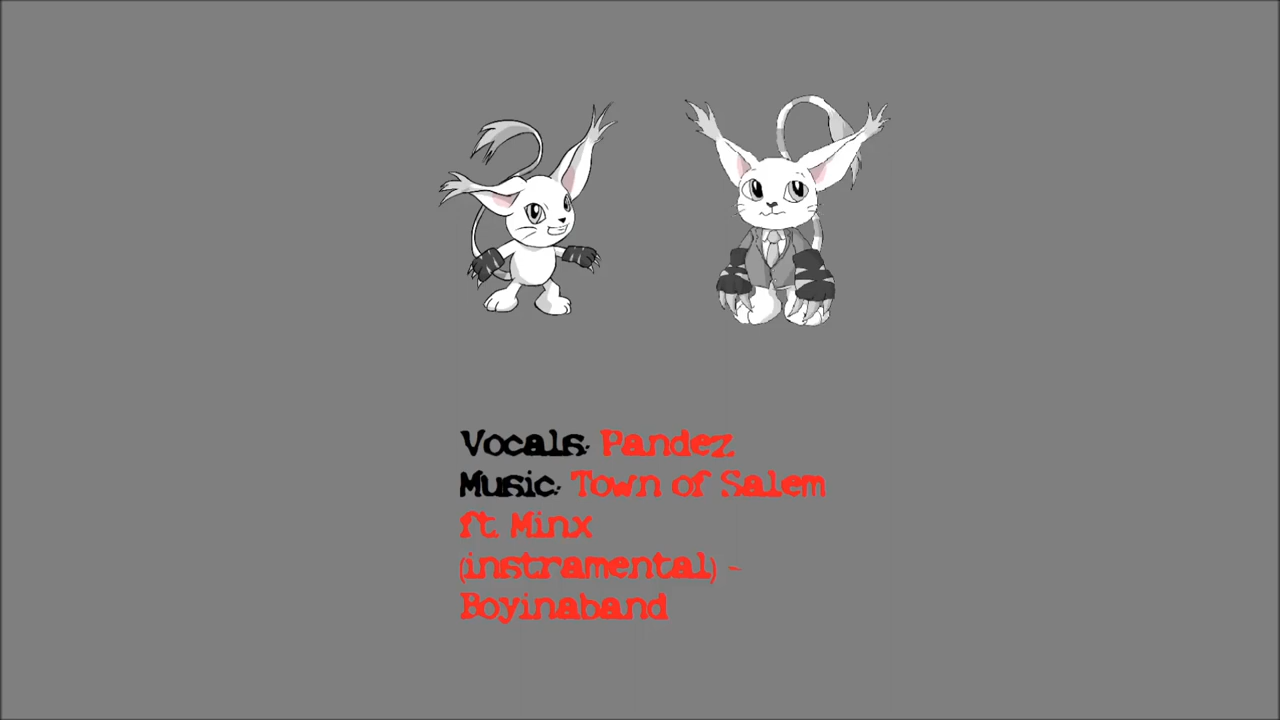 Vocals: Pandez
Music: Town of Salem
ft. Minx
(instramental) -
Boyinaband